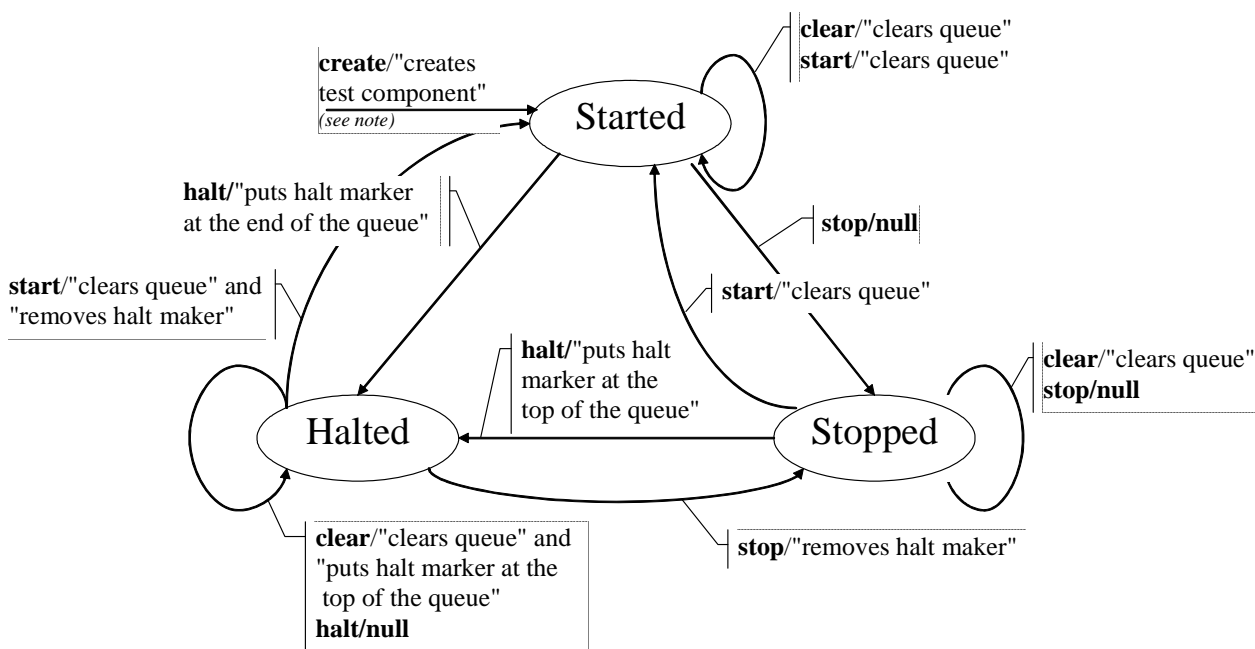 clear/"clears queue"
start/"clears queue"
create/"creates
test component"
(see note)
Started
halt/"puts halt marker
at the end of the queue"
stop/null
start/"clears queue" and
"removes halt maker"
start/"clears queue"
halt/"puts halt
marker at the
top of the queue"
clear/"clears queue"
stop/null
Halted
Stopped
clear/"clears queue" and
"puts halt marker at the
top of the queue"
halt/null
stop/"removes halt maker"